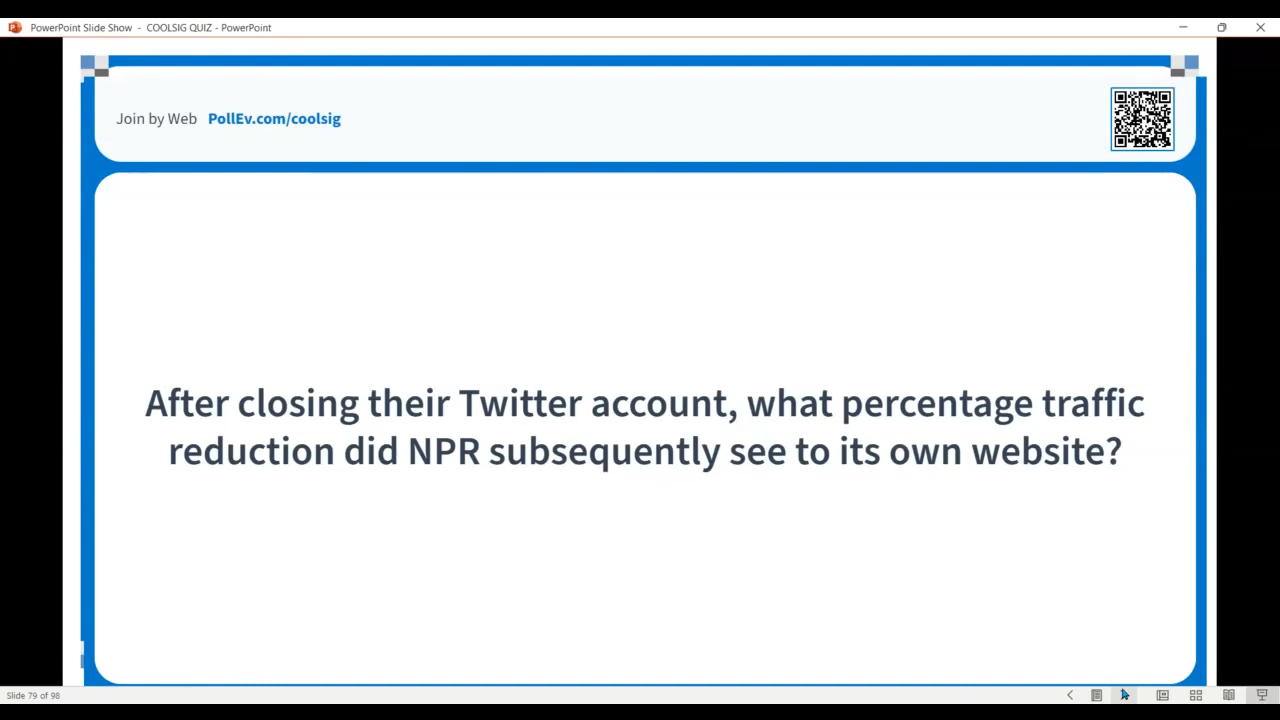 PowerPoint Slide Show - COOLSIG QUIZ - PowerPoint
Join by Web PollEv.com/coolsig
After closing their Twitter account, what percentage traffic
reduction did NPR subsequently see to its own website?
Slide 79 of 98